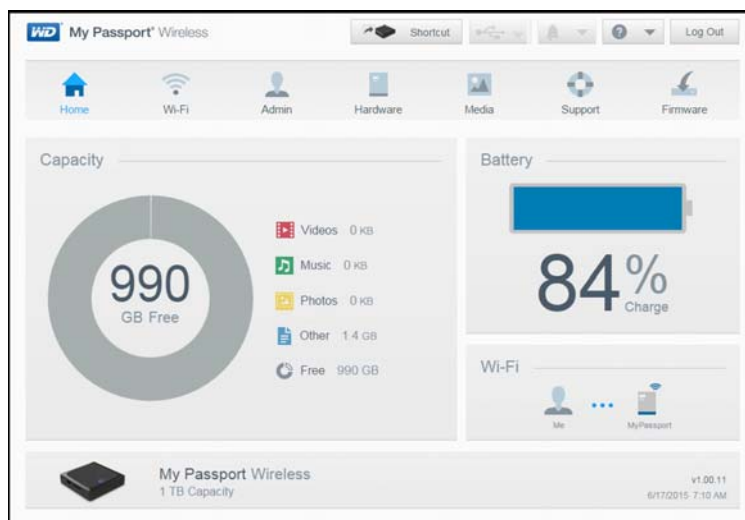 WD My Passport® Wireless
Shortcut
Log Out
Home
Wi-Fi
Admin
Hardware
Media
Support
Firmware
Capacity
990
GB Free
Videos 0 KB
Music 0 KB
Photos 0 KB
Other 1.4 GB
Free 990 GB
Battery
84%
Charge
Wi-Fi
Me
MyPassport
My Passport Wireless
1 TB Capacity
v1.00.11
6/17/2015 7:10 AM